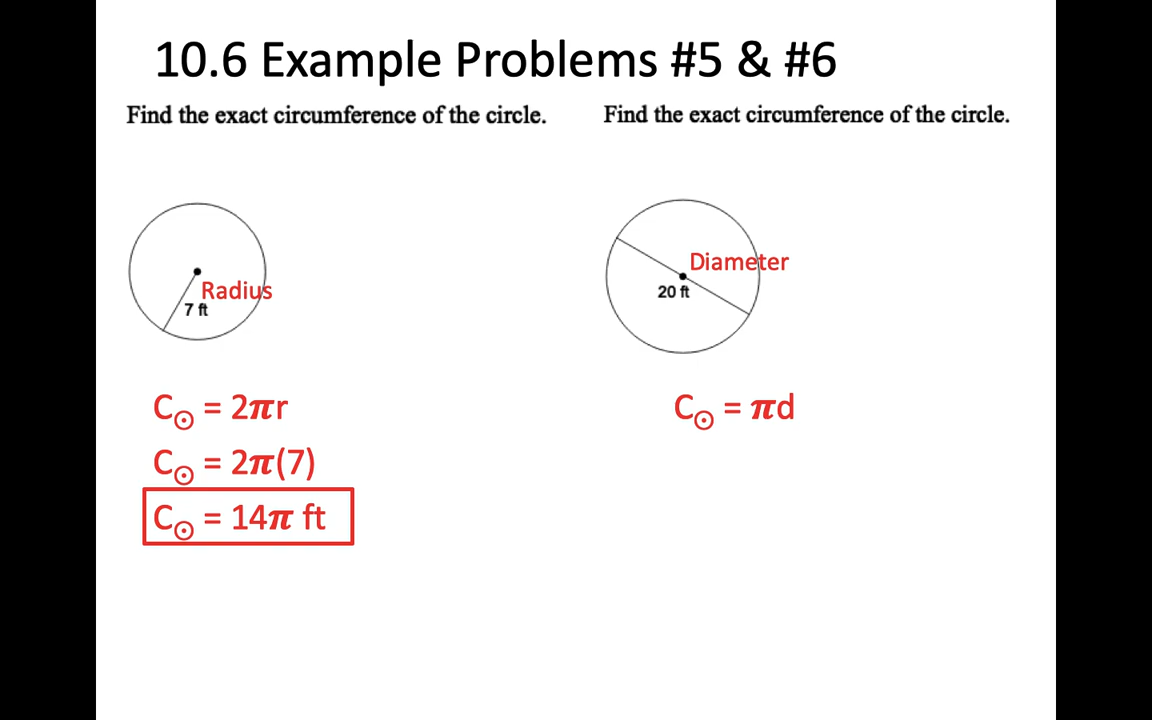 10.6 Example Problems #5 & #6
Find the exact circumference of the circle.
Radius
7 ft
C⊙ = 2πr
C⊙ = 2π(7)
C⊙ = 14π ft
Find the exact circumference of the circle.
Diameter
20 ft
C⊙ = πd